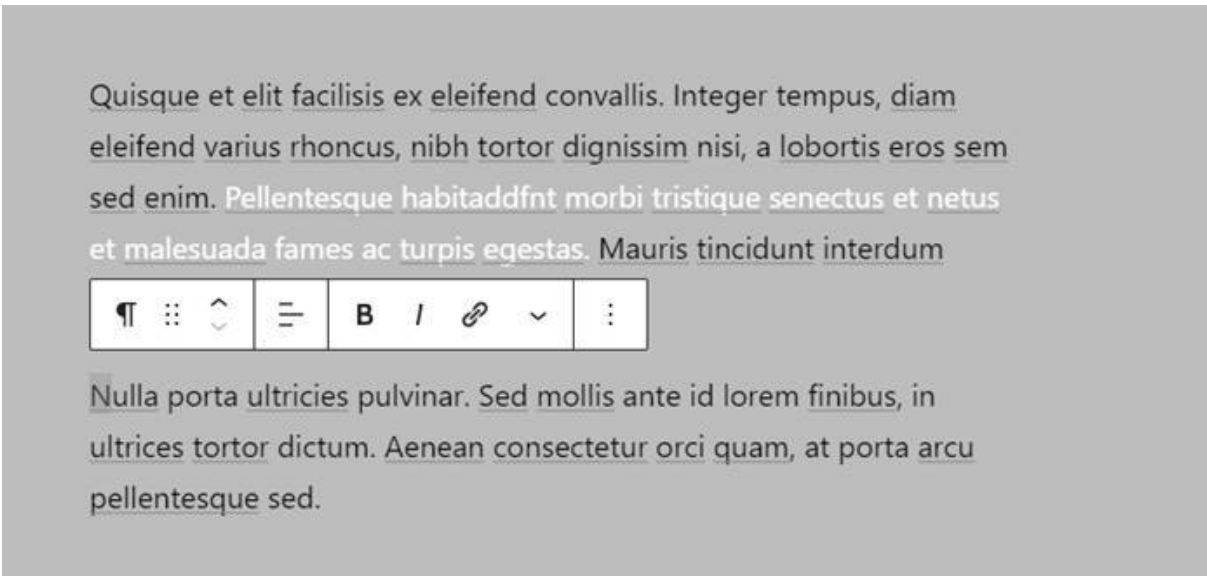 Quisque et elit facilisis ex eleifend convallis. Integer tempus, diam
eleifend varius rhoncus, nibh tortor dignissim nisi, a lobortis eros sem
sed enim. Pellentesque habitaddfnt morbi tristique senectus et netus
et malesuada fames ac turpis egestas. Mauris tincidunt interdum
¶ B I
Nulla porta ultricies pulvinar. Sed mollis ante id lorem finibus, in
ultrices tortor dictum. Aenean consectetur orci quam, at porta arcu
pellentesque sed.